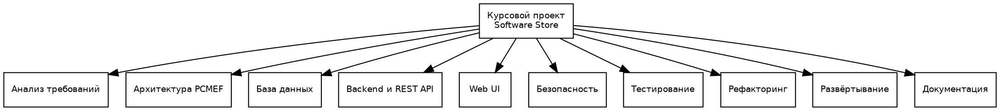 Курсовой проект
Software Store
Анализ требований
Архитектура PCMEF
База данных
Backend и REST API
Web UI
Безопасность
Тестирование
Рефакторинг
Развёртывание
Документация